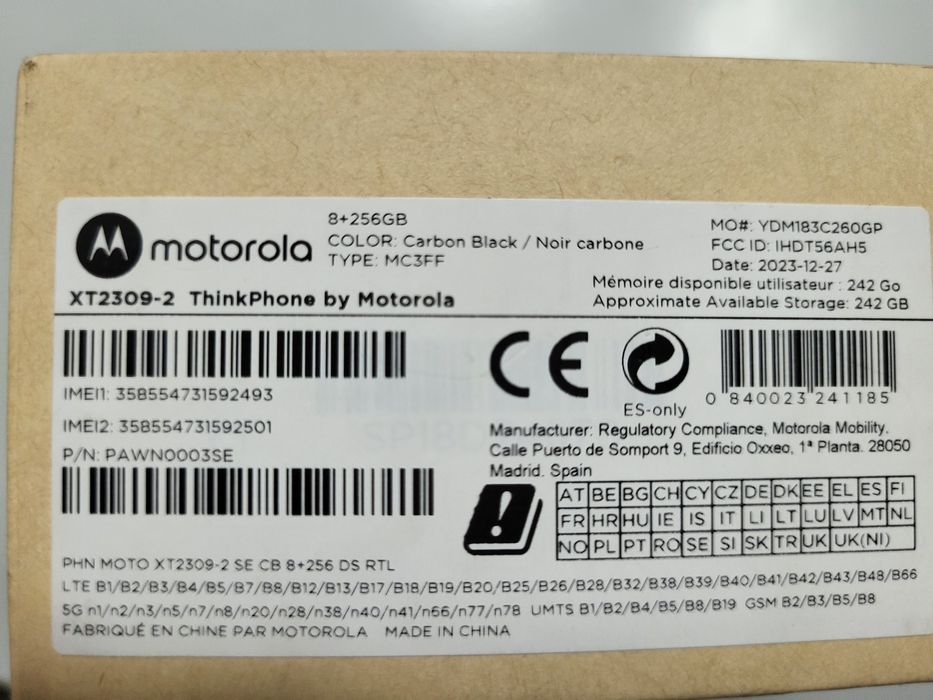 8+256GB
COLOR: Carbon Black / Noir carbone
TYPE: MC3FF
motorola
XT2309-2 ThinkPhone by Motorola
MO#: YDM183C260GP
FCC ID: IHDT56AH5
Date: 2023-12-27
Mémoire disponible utilisateur : 242 Go
Approximate Available Storage: 242 GB
IMEI1: 358554731592493
IMEI2: 358554731592501
P/N: PAWN0003SE
CE
ES-only
0 840023 241185
Manufacturer: Regulatory Compliance, Motorola Mobility.
Calle Puerto de Somport 9, Edificio Oxxeo, 1ª Planta. 28050
Madrid. Spain
AT BE BG CH CY CZ DE DK EE EL ES FI
FR HR HU IE IS IT LI LT LU LV MT NL
NO PL PT RO SE SI SK TR UK UK(NI)
PHN MOTO XT2309-2 SE CB 8+256 DS RTL
LTE B1/B2/B3/B4/B5/B7/B8/B12/B13/B17/B18/B19/B20/B25/B26/B28/B32/B38/B39/B40/B41/B42/B43/B48/B66
5G n1/n2/n3/n5/n7/n8/n20/n28/n38/n40/n41/n66/n77/n78 UMTS B1/B2/B4/B5/B8/B19 GSM B2/B3/B5/B8
FABRIQUÉ EN CHINE PAR MOTOROLA MADE IN CHINA